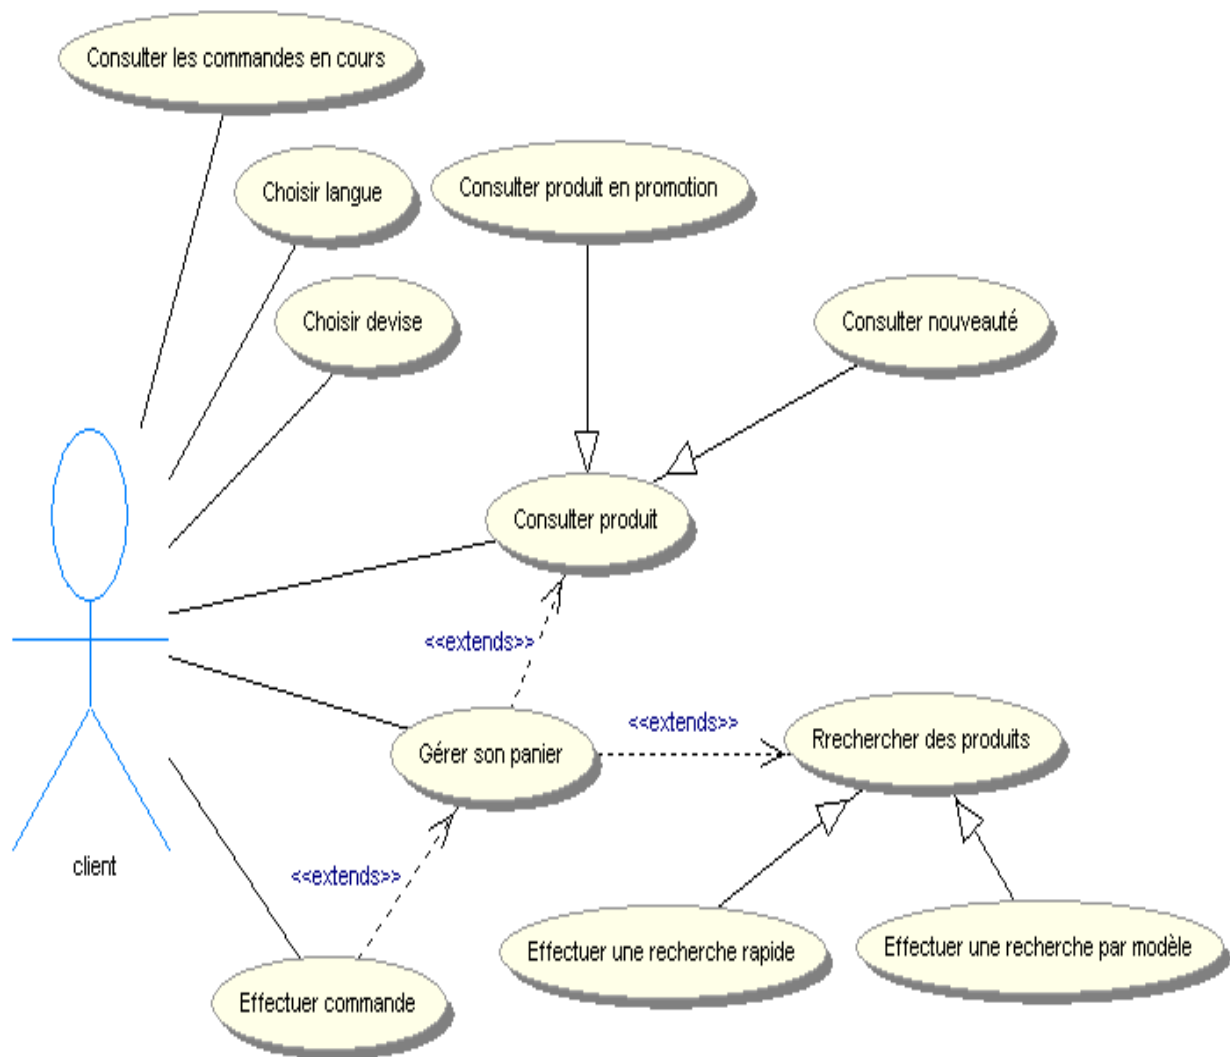 Consulter les commandes en cours
Choisir langue
Consulter produit en promotion
Choisir devise
Consulter nouveauté
Consulter produit
<<extends>>
Gérer son panier
<<extends>>
Rrechercher des produits
client
<<extends>>
Effectuer une recherche rapide
Effectuer une recherche par modèle
Effectuer commande